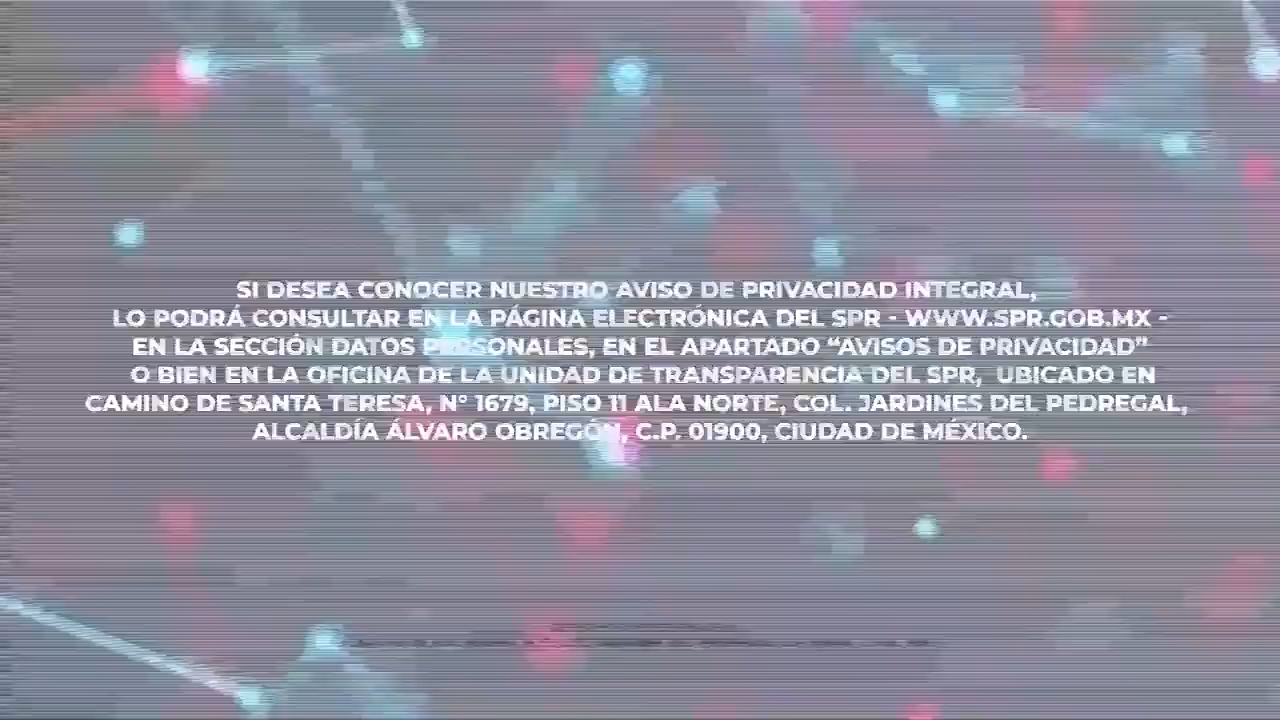 SI DESEA CONOCER NUESTRO AVISO DE PRIVACIDAD INTEGRAL,
LO PODRÁ CONSULTAR EN LA PÁGINA ELECTRÓNICA DEL SPR - WWW.SPR.GOB.MX -
EN LA SECCIÓN DATOS PERSONALES, EN EL APARTADO “AVISOS DE PRIVACIDAD”
O BIEN EN LA OFICINA DE LA UNIDAD DE TRANSPARENCIA DEL SPR, UBICADO EN
CAMINO DE SANTA TERESA, N° 1679, PISO 11 ALA NORTE, COL. JARDINES DEL PEDREGAL,
ALCALDÍA ÁLVARO OBREGÓN, C.P. 01900, CIUDAD DE MÉXICO.